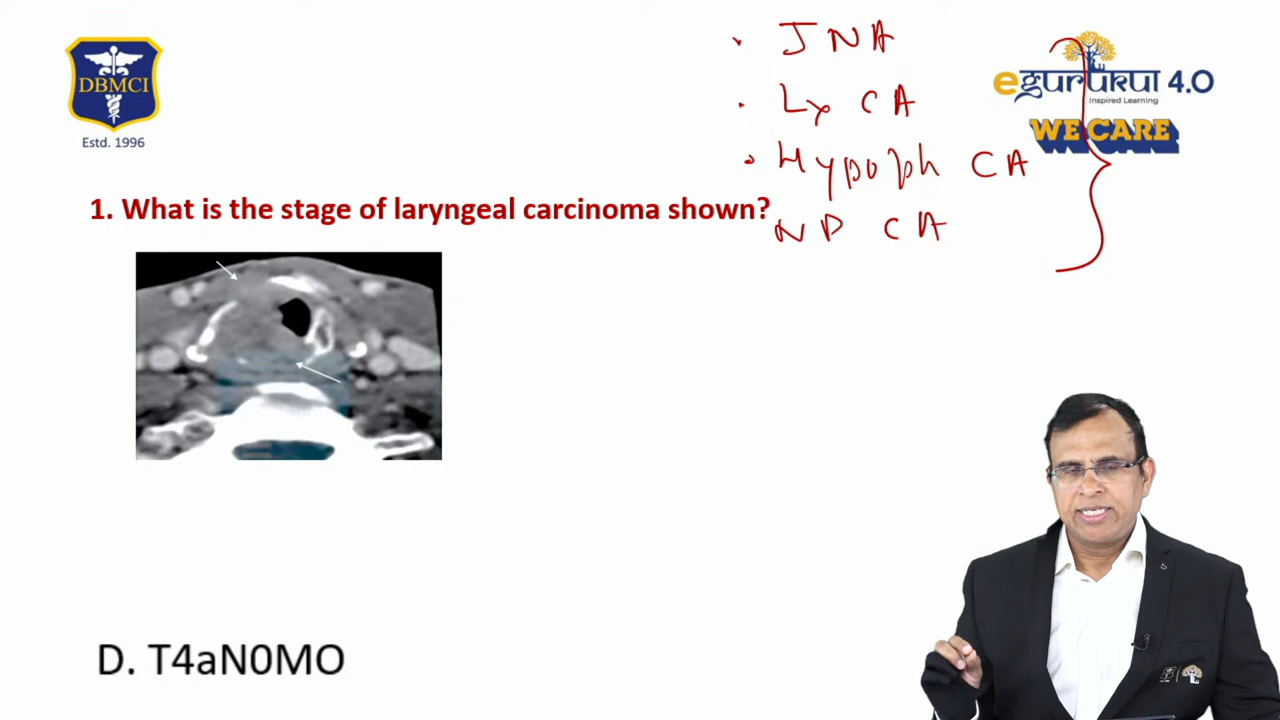 DBMCI
Estd. 1996
JNA
Lx CA
Hypoph CA
NP CA
egurukul 4.0
Inspired Learning
WE CARE
1. What is the stage of laryngeal carcinoma shown?
D. T4aN0MO